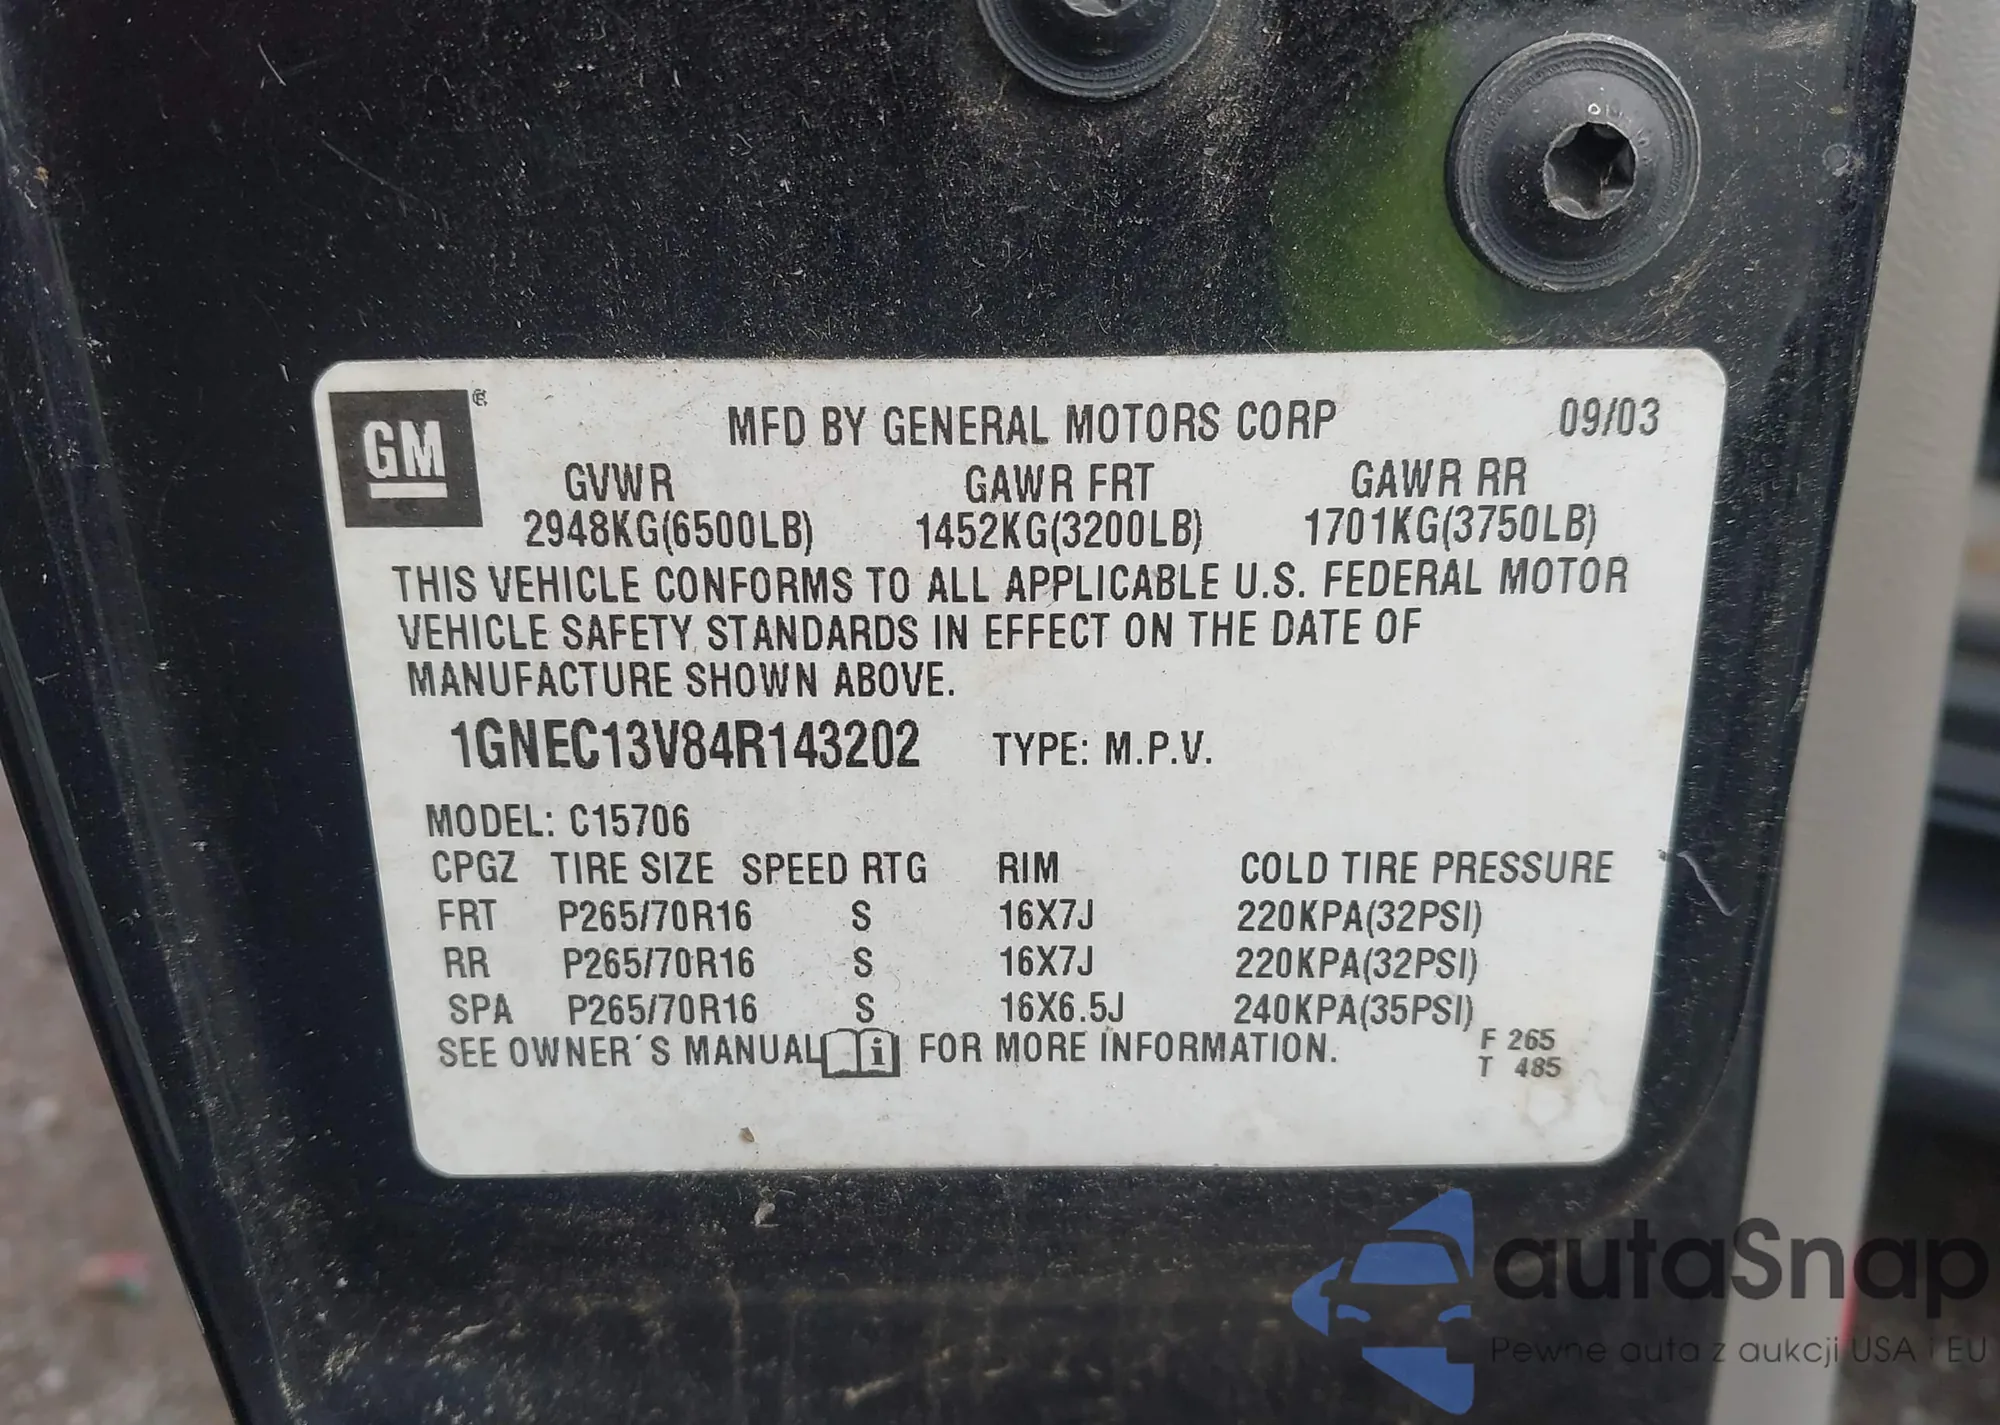 GM ®
MFD BY GENERAL MOTORS CORP 09/03
GVWR GAWR FRT GAWR RR
2948KG(6500LB) 1452KG(3200LB) 1701KG(3750LB)
THIS VEHICLE CONFORMS TO ALL APPLICABLE U.S. FEDERAL MOTOR
VEHICLE SAFETY STANDARDS IN EFFECT ON THE DATE OF
MANUFACTURE SHOWN ABOVE.
1GNEC13V84R143202 TYPE: M.P.V.
MODEL: C15706
CPGZ TIRE SIZE SPEED RTG RIM COLD TIRE PRESSURE
FRT P265/70R16 S 16X7J 220KPA(32PSI)
RR P265/70R16 S 16X7J 220KPA(32PSI)
SPA P265/70R16 S 16X6.5J 240KPA(35PSI)
SEE OWNER´S MANUAL i FOR MORE INFORMATION.
F 265
T 485
autaSnap
Pewne auta z aukcji USA i EU